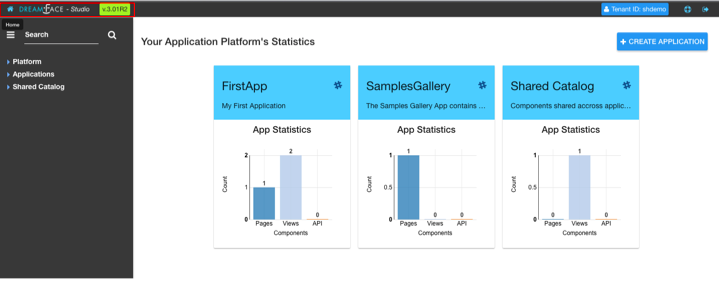 DREAMFACE - Studio v.3.01R2 Tenant ID: shdemo
Home
Search
Platform
Applications
Shared Catalog
Your Application Platform's Statistics
+ CREATE APPLICATION
FirstApp
My First Application
App Statistics
2
1
0
Count
1
2
0
Pages Views API
Components
SamplesGallery
The Samples Gallery App contains ...
App Statistics
1
0.5
0
Count
1
0
0
Pages Views API
Components
Shared Catalog
Components shared accross applic...
App Statistics
1
0.5
0
Count
0
1
0
Pages Views API
Components